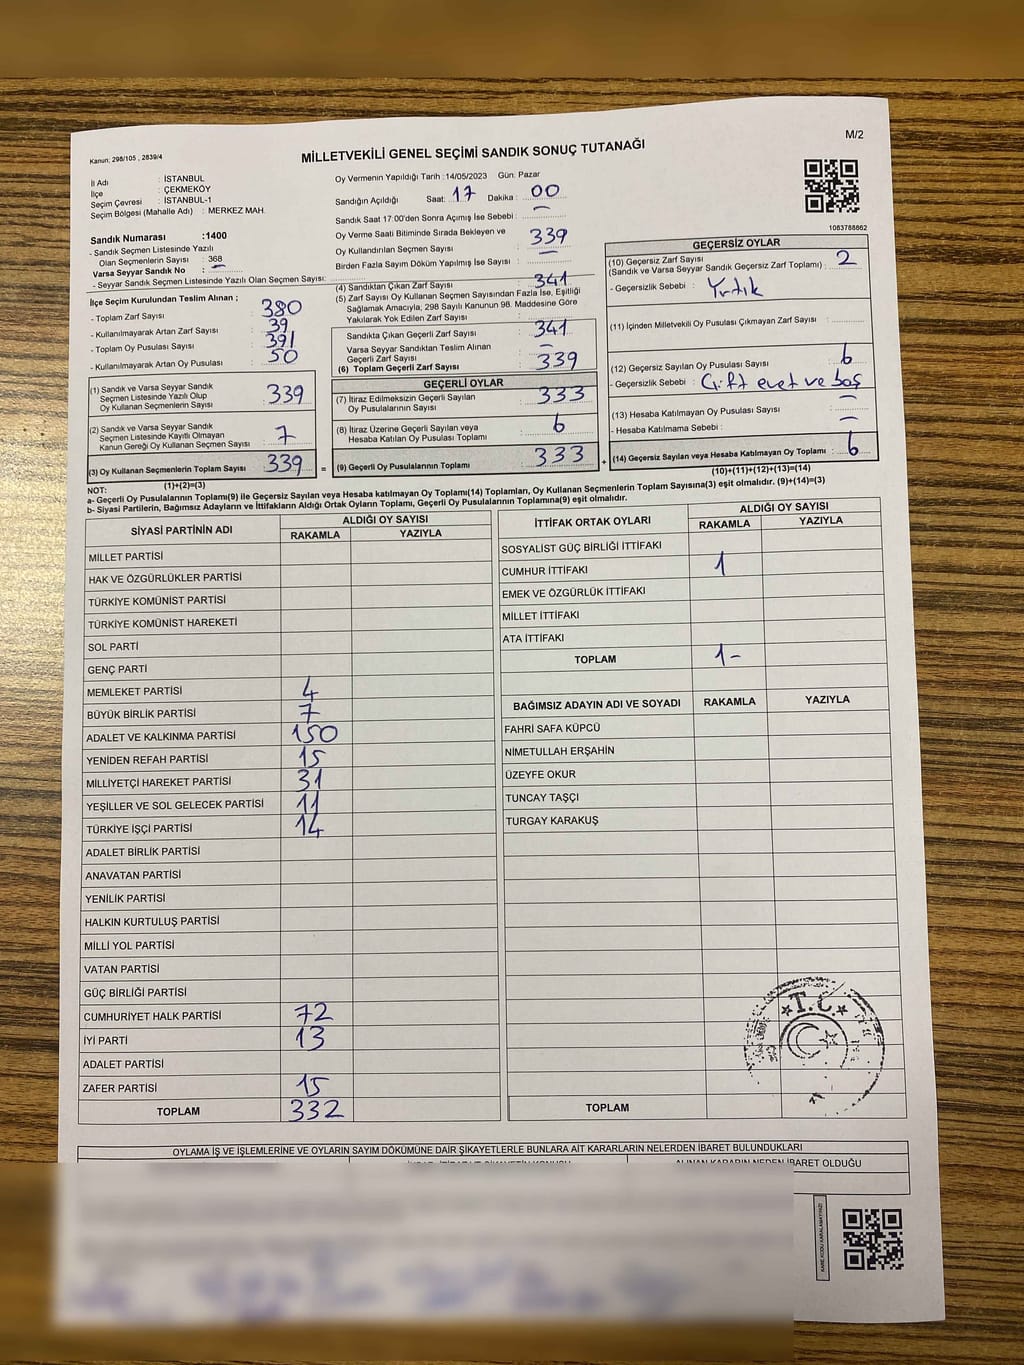 Kanun; 298/105 , 2839/4
MİLLETVEKİLİ GENEL SEÇİMİ SANDIK SONUÇ TUTANAĞI
M/2
İl Adı : İSTANBUL
İlçe : ÇEKMEKÖY
Seçim Çevresi : İSTANBUL-1
Seçim Bölgesi (Mahalle Adı) : MERKEZ MAH.
Oy Vermenin Yapıldığı Tarih :14/05/2023 Gün: Pazar
Sandığın Açıldığı Saat: 17 Dakika : 00
Sandık Saat 17:00'den Sonra Açımış İse Sebebi : —
Oy Verme Saati Bitiminde Sırada Bekleyen ve
Oy Kullandırılan Seçmen Sayısı : 339
Birden Fazla Sayım Döküm Yapılmış İse Sayısı : —
1083788862
Sandık Numarası :1400
- Sandık Seçmen Listesinde Yazılı
Olan Seçmenlerin Sayısı : 368
Varsa Seyyar Sandık No : —
- Seyyar Sandık Seçmen Listesinde Yazılı Olan Seçmen Sayısı:
İlçe Seçim Kurulundan Teslim Alınan ;
- Toplam Zarf Sayısı : 380
- Kullanılmayarak Artan Zarf Sayısı : 39
- Toplam Oy Pusulası Sayısı : 391
- Kullanılmayarak Artan Oy Pusulası : 50
(1) Sandık ve Varsa Seyyar Sandık
Seçmen Listesinde Yazılı Olup
Oy Kullanan Seçmenlerin Sayısı : 339
(2) Sandık ve Varsa Seyyar Sandık
Seçmen Listesinde Kayıtlı Olmayan
Kanun Gereği Oy Kullanan Seçmen Sayısı : 7
(3) Oy Kullanan Seçmenlerin Toplam Sayısı : 339 =
(1)+(2)=(3)
(4) Sandıktan Çıkan Zarf Sayısı : 341
(5) Zarf Sayısı Oy Kullanan Seçmen Sayısından Fazla İse, Eşitliği
Sağlamak Amacıyla, 298 Sayılı Kanunun 98. Maddesine Göre
Yakılarak Yok Edilen Zarf Sayısı :
Sandıkta Çıkan Geçerli Zarf Sayısı : 341
Varsa Seyyar Sandıktan Teslim Alınan
Geçerli Zarf Sayısı : —
(6) Toplam Geçerli Zarf Sayısı : 339
GEÇERLİ OYLAR
(7) İtiraz Edilmeksizin Geçerli Sayılan
Oy Pusulalarının Sayısı : 333
(8) İtiraz Üzerine Geçerli Sayılan veya
Hesaba Katılan Oy Pusulası Toplamı : 6
(9) Geçerli Oy Pusulalarının Toplamı : 333 +
GEÇERSİZ OYLAR
(10) Geçersiz Zarf Sayısı
(Sandık ve Varsa Seyyar Sandık Geçersiz Zarf Toplamı) : 2
- Geçersizlik Sebebi : Yırtık
(11) İçinden Milletvekili Oy Pusulası Çıkmayan Zarf Sayısı :
(12) Geçersiz Sayılan Oy Pusulası Sayısı : 6
- Geçersizlik Sebebi : Çift evet ve boş
(13) Hesaba Katılmayan Oy Pusulası Sayısı : —
- Hesaba Katılmama Sebebi : —
(14) Geçersiz Sayılan veya Hesaba Katılmayan Oy Pusulası Toplamı : 6
(10)+(11)+(12)+(13)=(14)
NOT:
a- Geçerli Oy Pusulalarının Toplamı(9) ile Geçersiz Sayılan veya Hesap katılmayan Oy Toplamı(14) Toplamları, Oy Kullanan Seçmenlerin Toplam Sayısına(3) eşit olmalıdır. (9)+(14)=(3)
b- Siyasi Partilerin, Bağımsız Adayların ve İttifakların Aldığı Ortak Oyların Toplamı, Geçerli Oy Pusulalarının Toplamına(9) eşit olmalıdır.
SİYASİ PARTİNİN ADI ALDIĞI OY SAYISI
RAKAMLA YAZIYLA
MİLLET PARTİSİ
HAK VE ÖZGÜRLÜKLER PARTİSİ
TÜRKİYE KOMÜNİST PARTİSİ
TÜRKİYE KOMÜNİST HAREKETİ
SOL PARTİ
GENÇ PARTİ
MEMLEKET PARTİSİ 4
BÜYÜK BİRLİK PARTİSİ 7
ADALET VE KALKINMA PARTİSİ 150
YENİDEN REFAH PARTİSİ 15
MİLLİYETÇİ HAREKET PARTİSİ 31
YEŞİLLER VE SOL GELECEK PARTİSİ 11
TÜRKİYE İŞÇİ PARTİSİ 14
ADALET BİRLİK PARTİSİ
ANAVATAN PARTİSİ
YENİLİK PARTİSİ
HALKIN KURTULUŞ PARTİSİ
MİLLİ YOL PARTİSİ
VATAN PARTİSİ
GÜÇ BİRLİĞİ PARTİSİ
CUMHURİYET HALK PARTİSİ 72
İYİ PARTİ 13
ADALET PARTİSİ
ZAFER PARTİSİ 15
TOPLAM 332
İTTİFAK ORTAK OYLARI ALDIĞI OY SAYISI
RAKAMLA YAZIYLA
SOSYALİST GÜÇ BİRLİĞİ İTTİFAKI
CUMHUR İTTİFAKI 1
EMEK VE ÖZGÜRLÜK İTTİFAKI
MİLLET İTTİFAKI
ATA İTTİFAKI
TOPLAM 1-
BAĞIMSIZ ADAYIN ADI VE SOYADI RAKAMLA YAZIYLA
FAHRİ SAFA KÜPCÜ
NİMETULLAH ERŞAHİN
ÜZEYFE OKUR
TUNCAY TAŞÇI
TURGAY KARAKUŞ
T.C.
TOPLAM
OYLAMA İŞ VE İŞLEMLERİNE VE OYLARIN SAYIM DÖKÜMÜNE DAİR ŞİKAYETLERLE BUNLARA AİT KARARLARIN NELERDEN İBARET BULUNDUKLARI
ALINAN KARARIN NEDEN İBARET OLDUĞU
KARE KODU KARALAMAYINIZ!